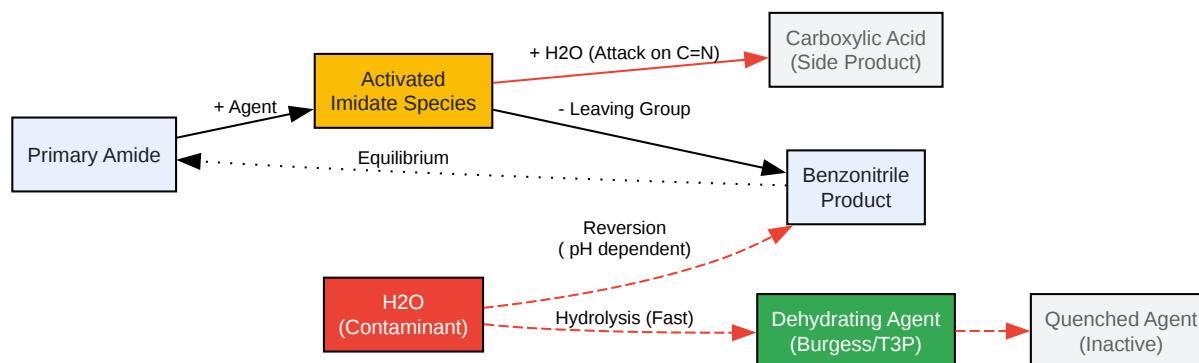 Carboxylic Acid
(Side Product)
+ H2O (Attack on C=N)
Activated
Imidate Species
+ Agent
- Leaving Group
Primary Amide
Equilibrium
Benzonitrile
Product
Reversion
( pH dependent)
H2O
(Contaminant)
Hydrolysis (Fast)
Dehydrating Agent
(Burgess/T3P)
Quenched Agent
(Inactive)